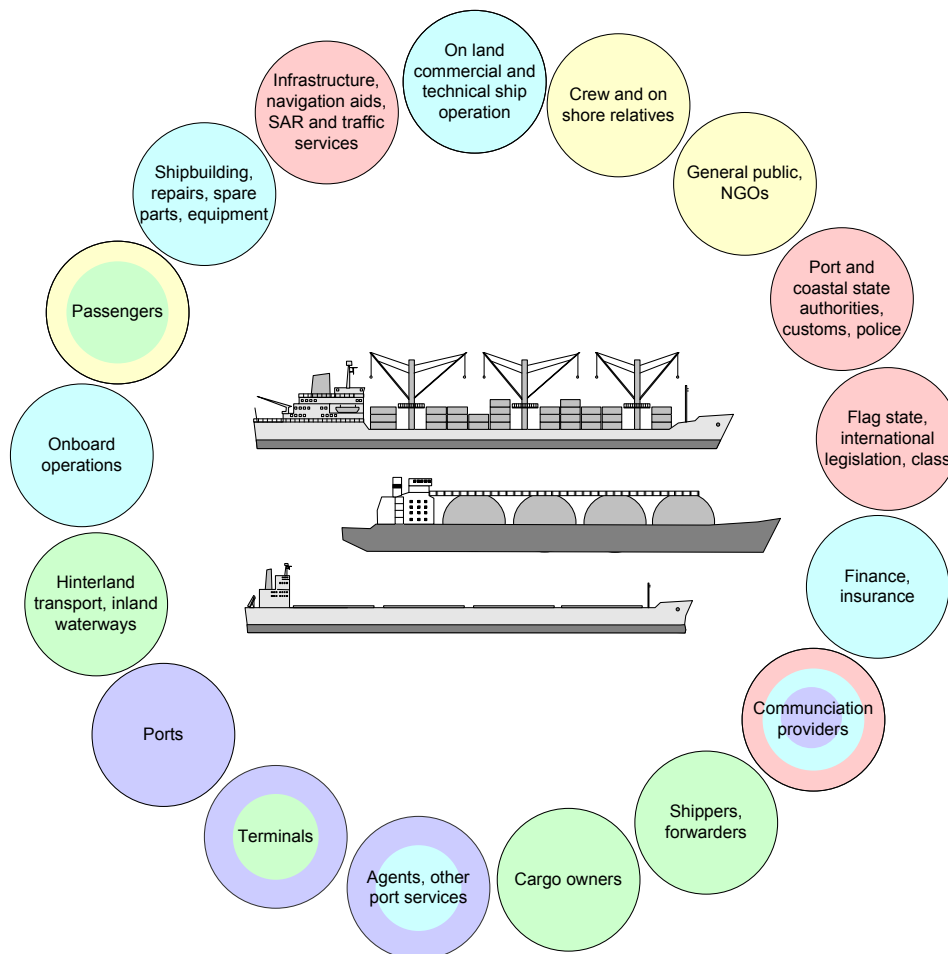 On land
commercial and
technical ship
operation
Crew and on
shore relatives
General public,
NGOs
Port and
coastal state
authorities,
customs, police
Flag state,
international
legislation, class
Finance,
insurance
Communciation
providers
Shippers,
forwarders
Cargo owners
Agents, other
port services
Terminals
Ports
Hinterland
transport, inland
waterways
Onboard
operations
Passengers
Shipbuilding,
repairs, spare
parts, equipment
Infrastructure,
navigation aids,
SAR and traffic
services